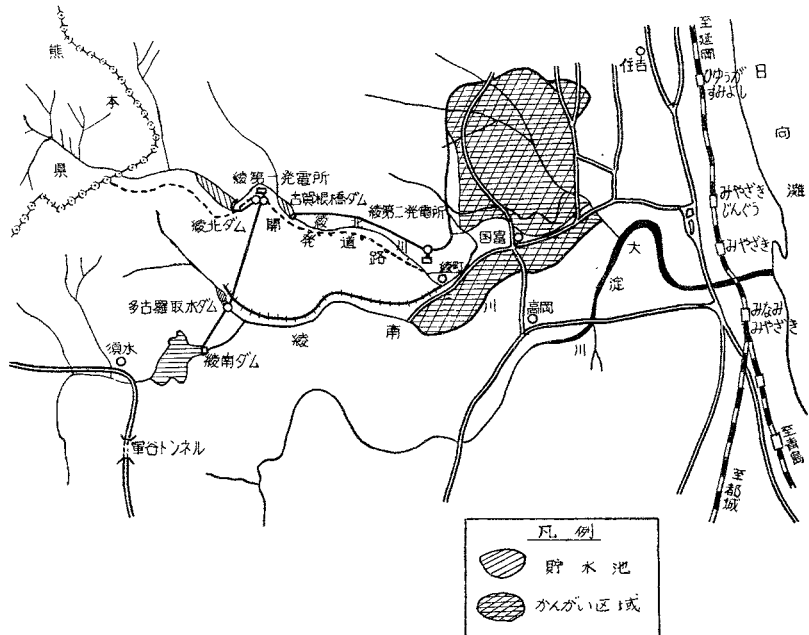 熊本県
至延岡
住吉
ひゅうが
すみよし
日向灘
綾第一発電所
古賀根橋ダム
綾第二発電所
綾北ダム
綾北川
開発道路
国富
綾町
みやざき
じんぐう
みやざき
大淀川
多古羅取水ダム
綾南川
高岡
みなみ
みやざき
須木
綾南ダム
軍谷トンネル
至青島
至都城
凡例
貯水池
かんがい区域